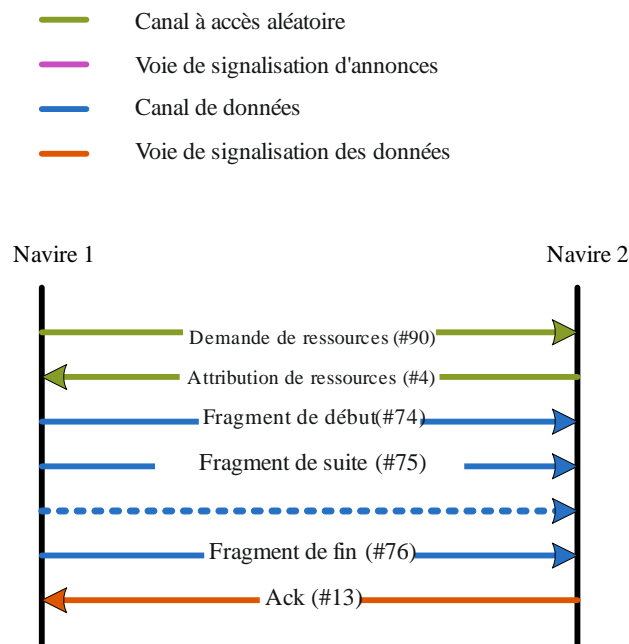 Canal à accès aléatoire
Voie de signalisation d'annonces
Canal de données
Voie de signalisation des données
Navire 1
Navire 2
Demande de ressources (#90)
Attribution de ressources (#4)
Fragment de début(#74)
Fragment de suite (#75)
Fragment de fin (#76)
Ack (#13)